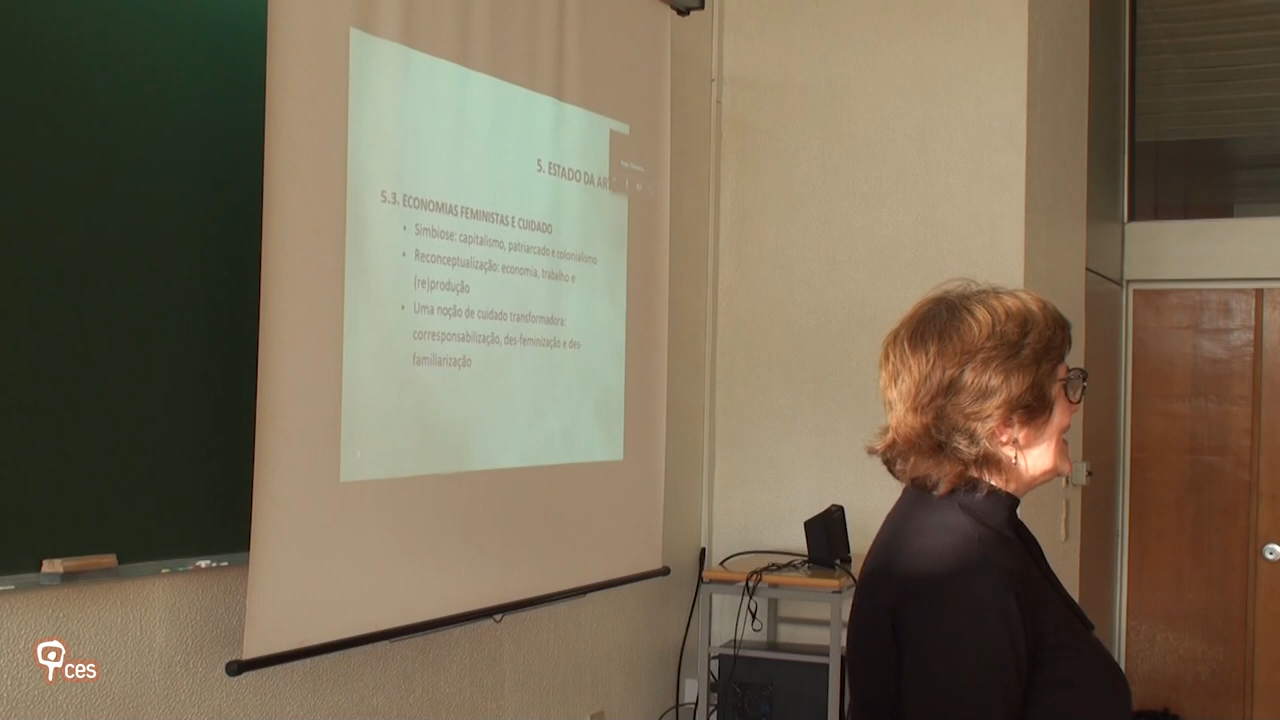 5. ESTADO DA AR
5.3. ECONOMIAS FEMINISTAS E CUIDADO
• Simbiose: capitalismo, patriarcado e colonialismo
• Reconceptualização: economia, trabalho e
(re)produção
• Uma noção de cuidado transformadora:
corresponsabilização, des-feminização e des-
familiarização
ces